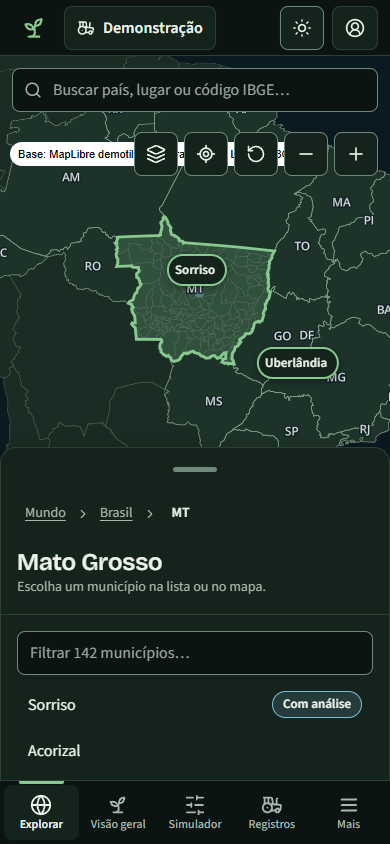 Demonstração
Buscar país, lugar ou código IBGE…
Base: MapLibre demotil
AM
MA
PI
RO
TO
Sorriso
MT
BA
GO DF
Uberlândia
MG
MS
SP
RJ
Mundo > Brasil > MT
Mato Grosso
Escolha um município na lista ou no mapa.
Filtrar 142 municípios…
Sorriso Com análise
Acorizal
Explorar Visão geral Simulador Registros Mais